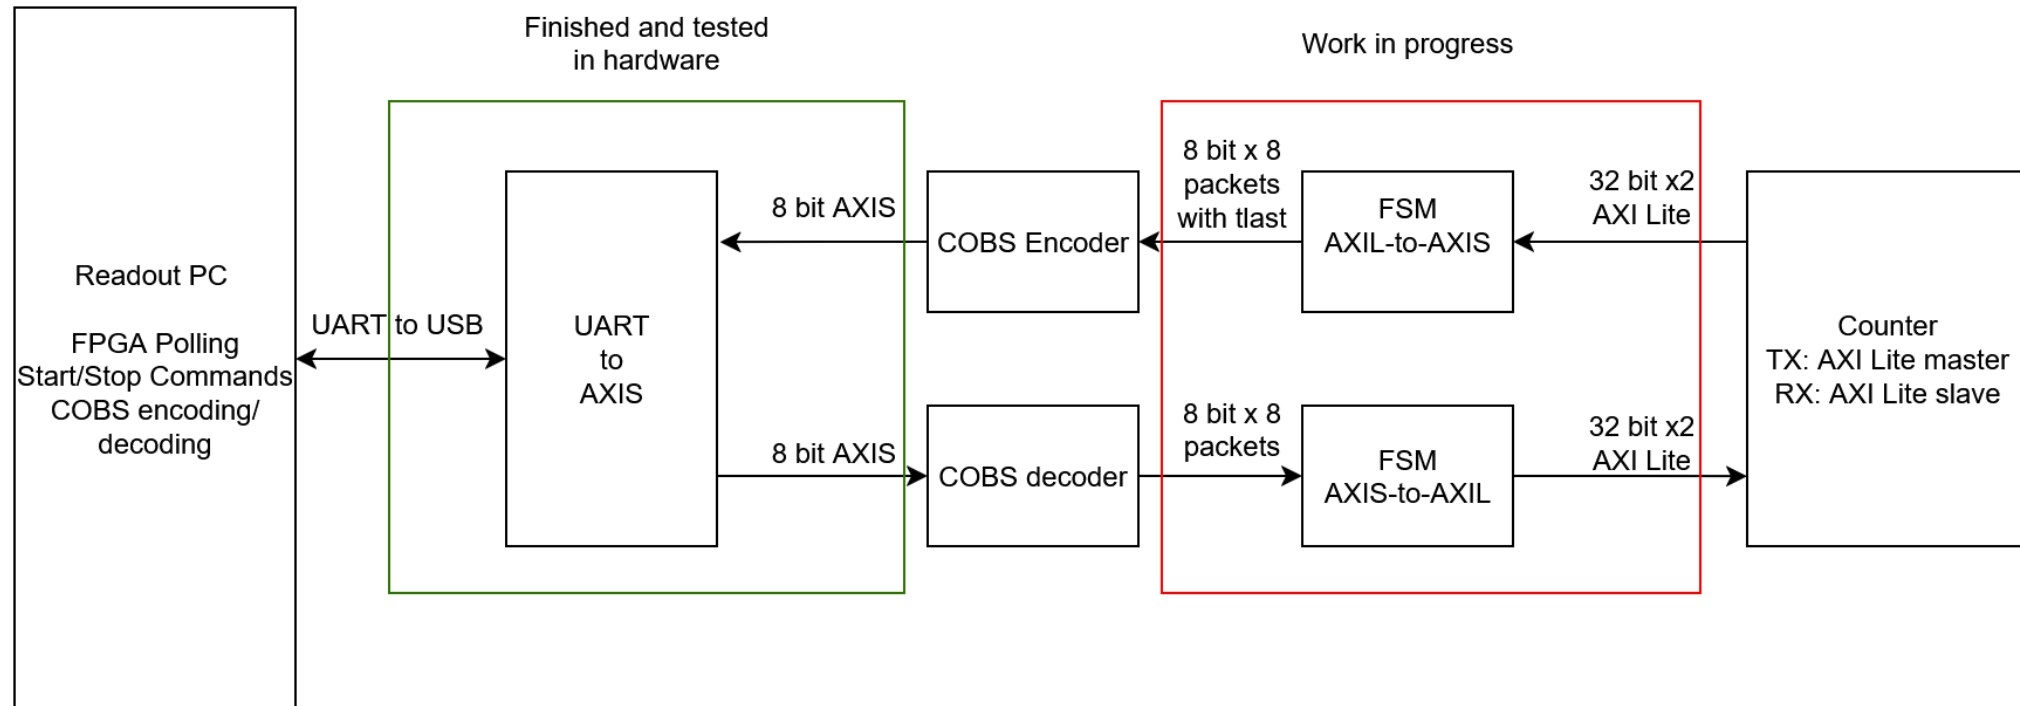 Finished and tested
in hardware
Work in progress
Readout PC
FPGA Polling
Start/Stop Commands
COBS encoding/
decoding
UART to USB
UART
to
AXIS
8 bit AXIS
8 bit AXIS
COBS Encoder
COBS decoder
8 bit x 8
packets
with tlast
8 bit x 8
packets
FSM
AXIL-to-AXIS
FSM
AXIS-to-AXIL
32 bit x2
AXI Lite
32 bit x2
AXI Lite
Counter
TX: AXI Lite master
RX: AXI Lite slave